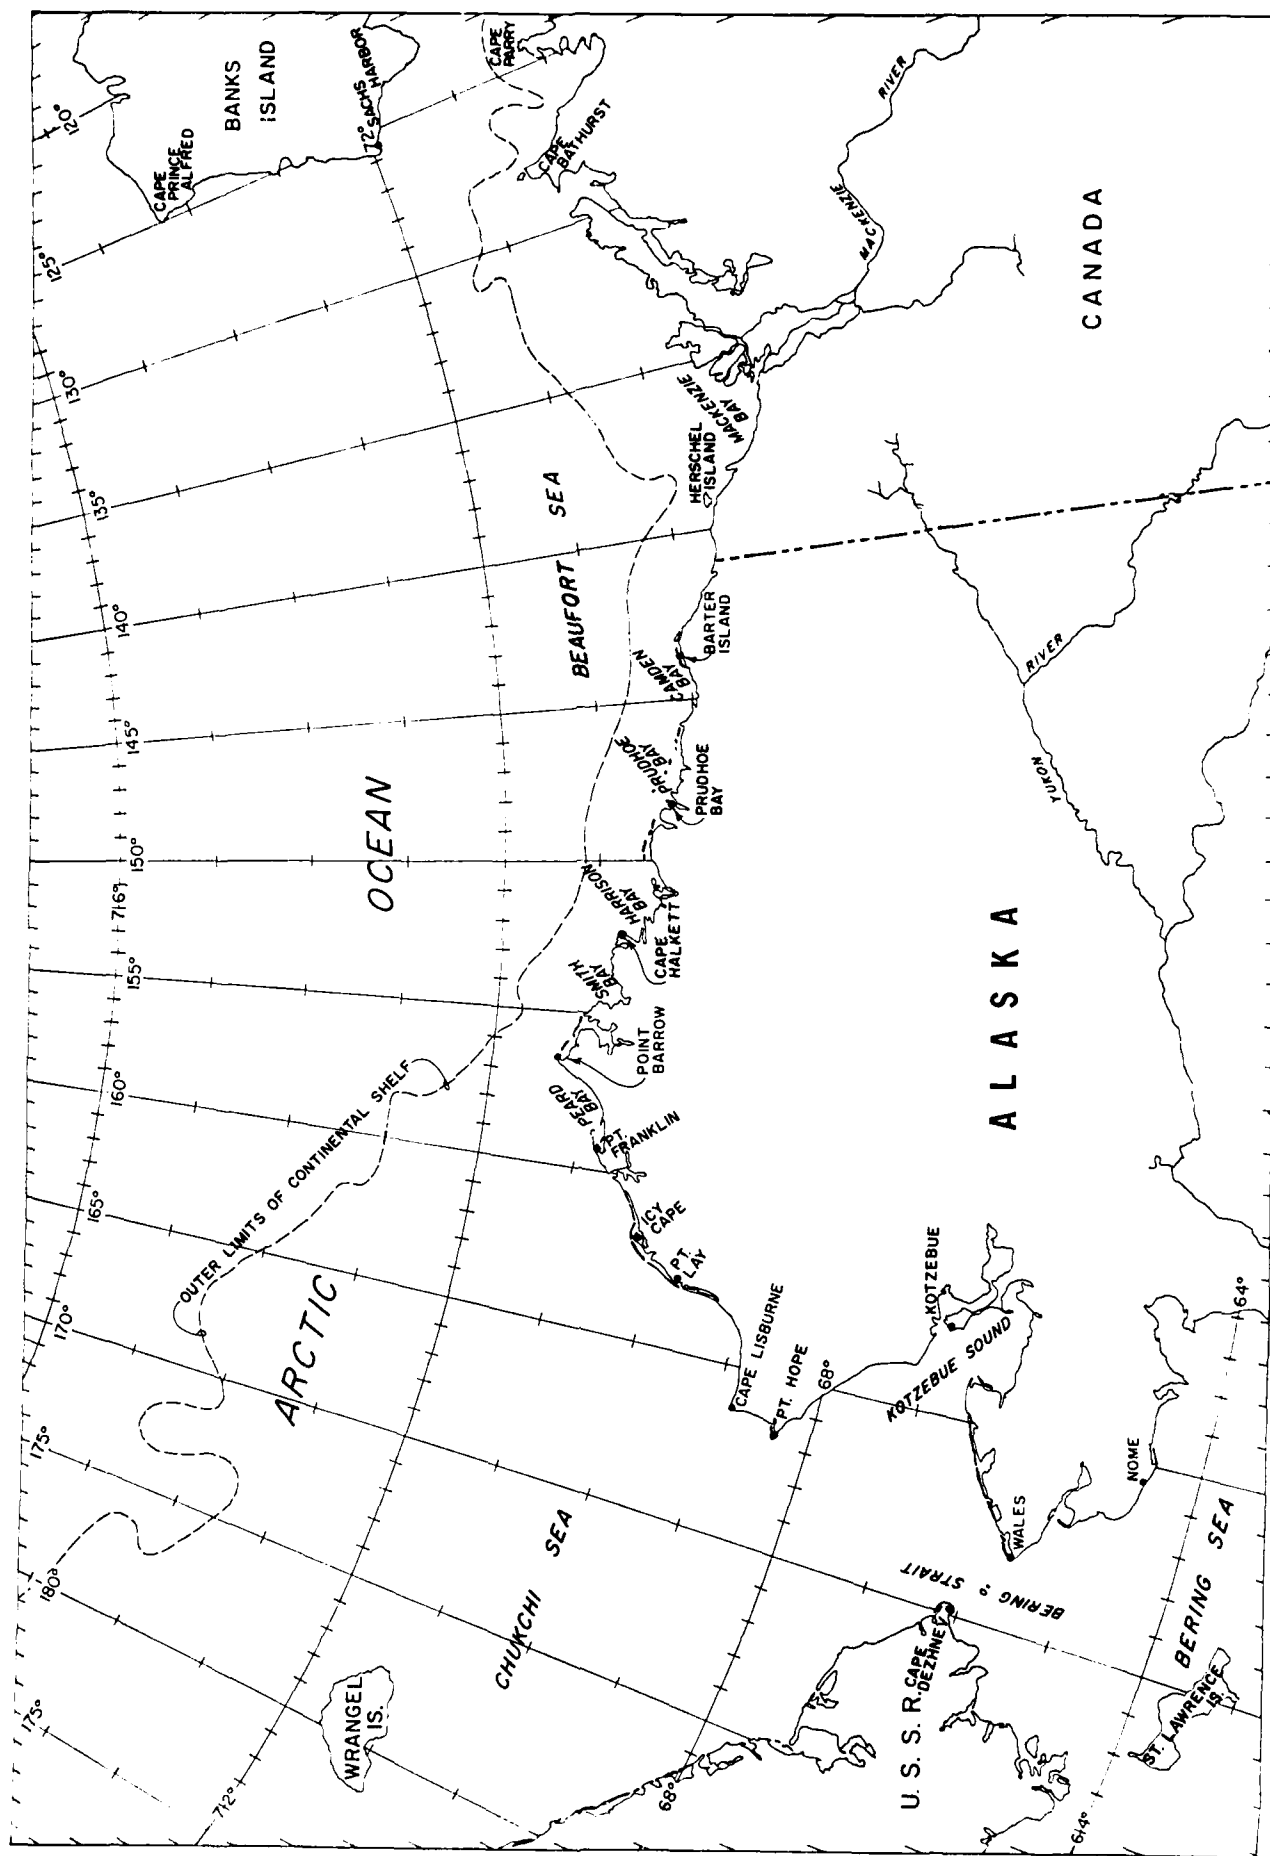 120°
125°
130°
135°
140°
145°
150°
155°
160°
165°
170°
175°
180°
175°
76°
72°
72°
68°
68°
64°
64°
BANKS
ISLAND
CAPE
PRINCE
ALFRED
SACHS
HARBOR
CAPE
PARRY
CAPE
BATHURST
MACKENZIE
RIVER
CANADA
MACKENZIE
BAY
HERSCHEL
ISLAND
BEAUFORT
SEA
BARTER
ISLAND
CAMDEN
BAY
PRUDHOE
BAY
PRUDHOE
BAY
HARRISON
BAY
CAPE
HALKETT
SMITH
BAY
POINT
BARROW
PEARD
BAY
PT.
FRANKLIN
ICY
CAPE
PT.
LAY
CAPE LISBURNE
PT. HOPE
KOTZEBUE
KOTZEBUE SOUND
WALES
NOME
ALASKA
YUKON
RIVER
ARCTIC
OCEAN
OUTER LIMITS OF CONTINENTAL SHELF
CHUKCHI
SEA
WRANGEL
IS.
U. S. S. R.
CAPE
DEZHNEV
BERING
STRAIT
BERING SEA
ST. LAWRENCE
IS.